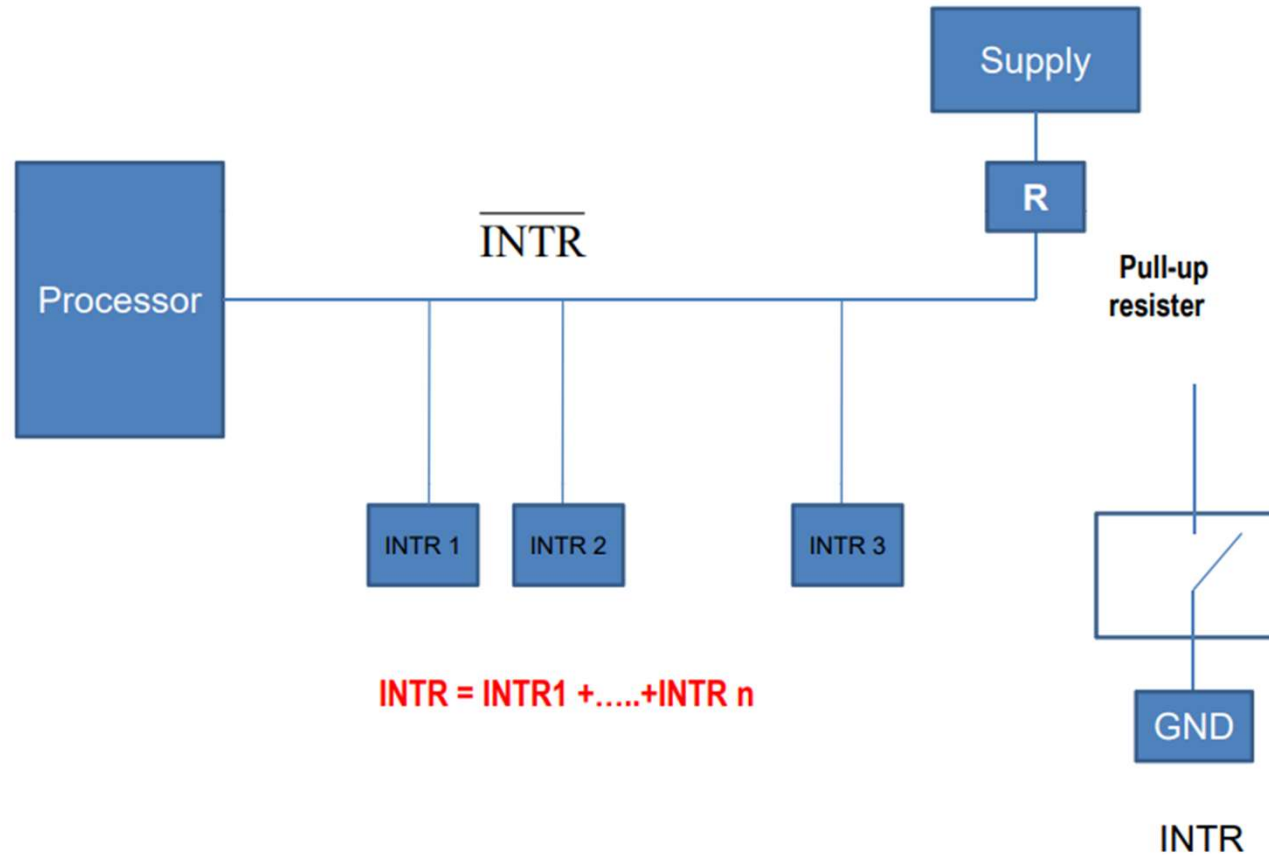 Supply
R
INTR
Processor
Pull-up
resister
INTR 1
INTR 2
INTR 3
INTR = INTR1 +.....+INTR n
GND
INTR